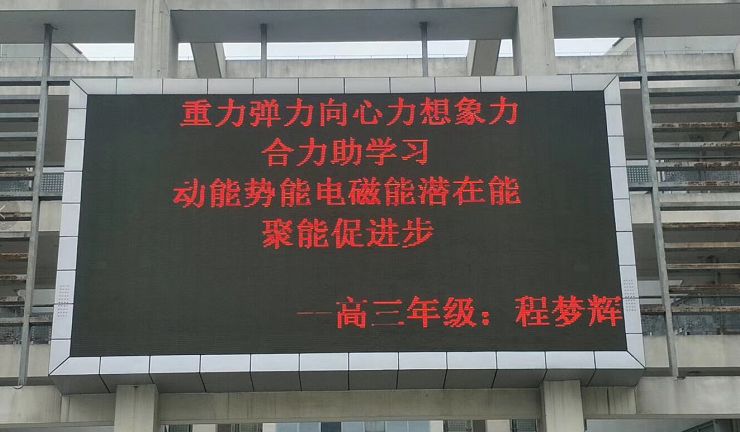 重力弹力向心力想象力
合力助学习
动能势能电磁能潜在能
聚能促进步
—高三年级：程梦辉